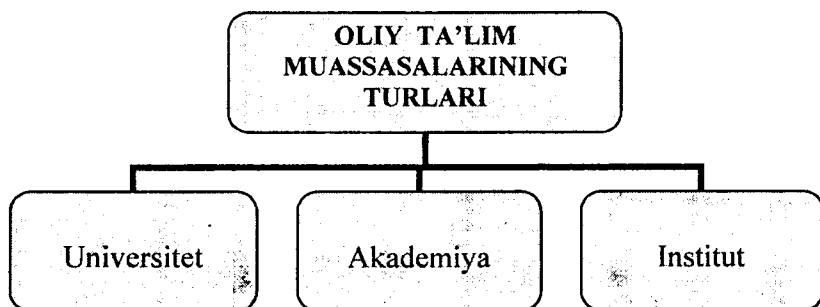 OLIY TA’LIM
MUASSASALARINING
TURLARI
Universitet
Akademiya
Institut